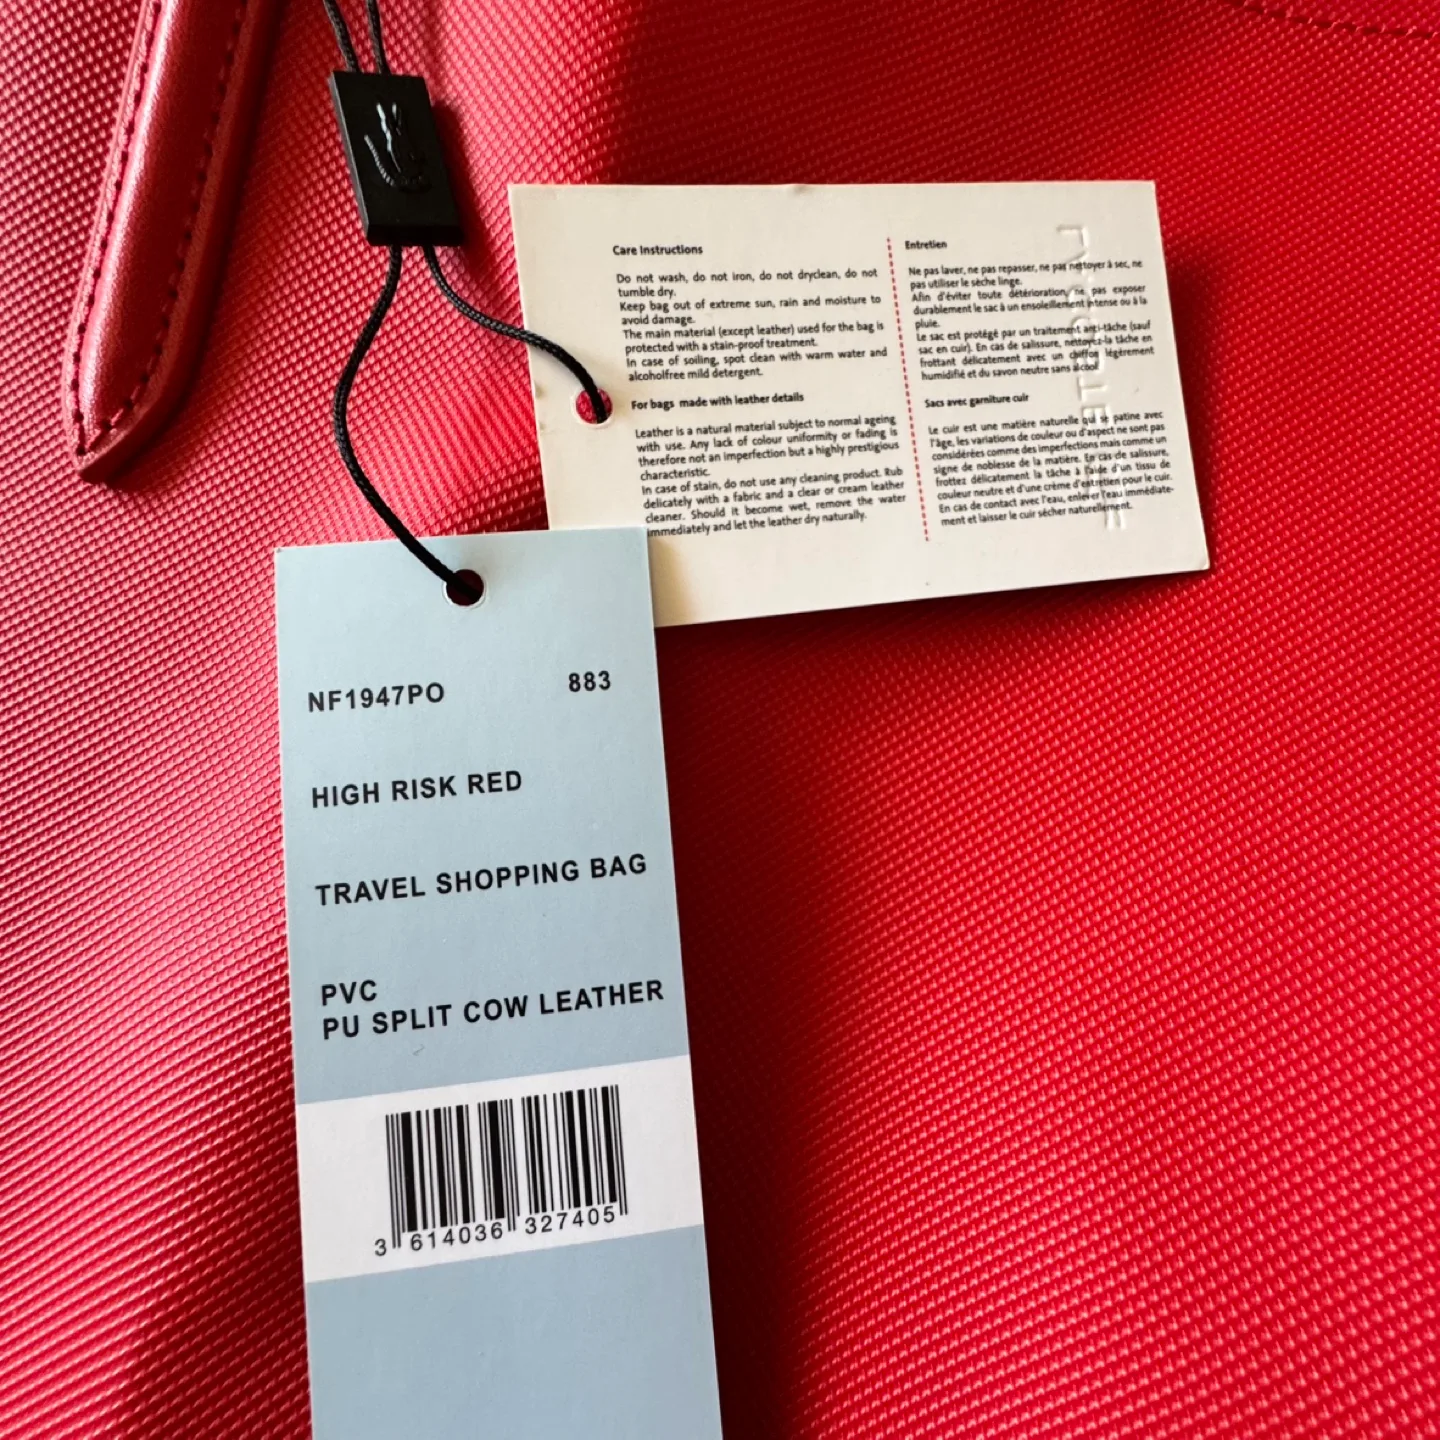 Care Instructions
Do not wash, do not iron, do not dryclean, do not
tumble dry.
Keep bag out of extreme sun, rain and moisture to
avoid damage.
The main material (except leather) used for the bag is
protected with a stain-proof treatment.
In case of soiling, spot clean with warm water and
alcoholfree mild detergent.
For bags made with leather details
Leather is a natural material subject to normal ageing
with use. Any lack of colour uniformity or fading is
therefore not an imperfection but a highly prestigious
characteristic.
In case of stain, do not use any cleaning product. Rub
delicately with a fabric and a clear or cream leather
cleaner. Should it become wet, remove the water
immediately and let the leather dry naturally.
Entretien
Ne pas laver, ne pas repasser, ne pas nettoyer à sec, ne
pas utiliser le sèche linge.
Afin d'éviter toute détérioration, ne pas exposer
durablement le sac à un ensoleillement intense ou à la
pluie.
Le sac est protégé par un traitement anti-tâche (sauf
sac en cuir). En cas de salissure, nettoyez-la tâche en
frottant délicatement avec un chiffon légèrement
humidifié et du savon neutre sans alcool.
Sacs avec garniture cuir
Le cuir est une matière naturelle qui se patine avec
l'âge, les variations de couleur ou d'aspect ne sont pas
considérées comme des imperfections mais comme un
signe de noblesse de la matière. En cas de salissure,
frottez délicatement la tâche à l'aide d'un tissu de
couleur neutre et d'une crème d'entretien pour le cuir.
En cas de contact avec l'eau, enlever l'eau immédiate-
ment et laisser le cuir sécher naturellement.
NF1947PO 883
HIGH RISK RED
TRAVEL SHOPPING BAG
PVC
PU SPLIT COW LEATHER
3 614036 327405